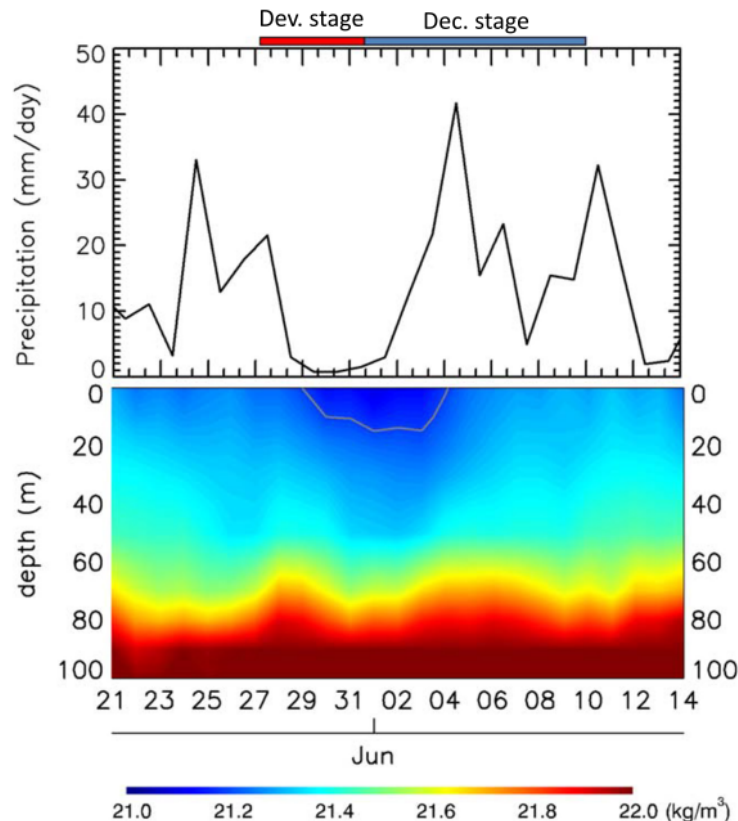 Dev. stage Dec. stage
Precipitation (mm/day)
50
40
30
20
10
0
depth (m)
0 0
20 20
40 40
60 60
80 80
100 100
21 23 25 27 29 31 02 04 06 08 10 12 14
Jun
21.0 21.2 21.4 21.6 21.8 22.0 (kg/m³)